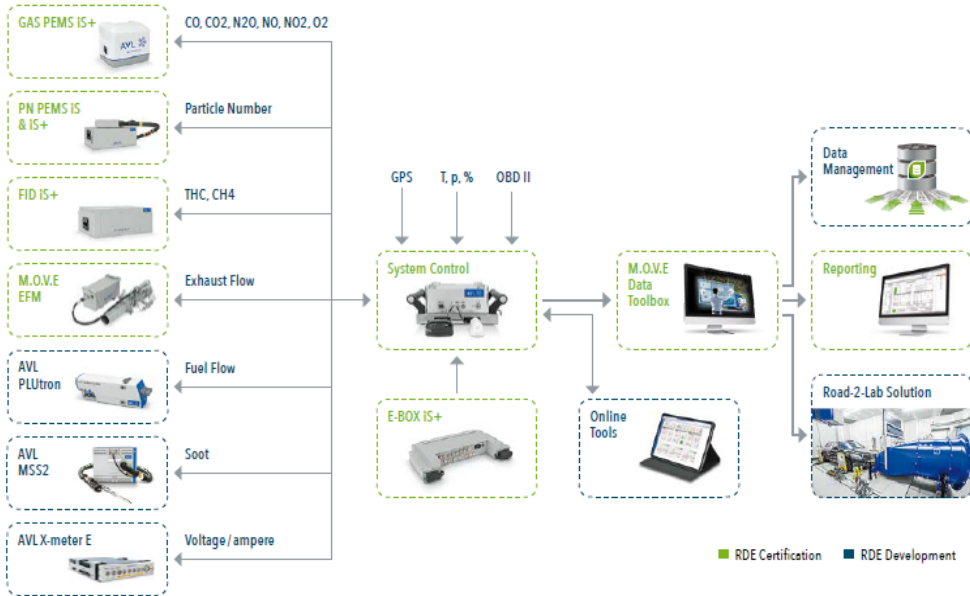 GAS PEMS iS+
CO, CO2, N2O, NO, NO2, O2
AVL
PN PEMS iS
& iS+
Particle Number
FID iS+
THC, CH4
M.O.V.E
EFM
Exhaust Flow
AVL
PLUtron
Fuel Flow
AVL
MSS2
Soot
AVL X-meter E
Voltage / ampere
GPS
T, p, %
OBD II
System Control
E-BOX iS+
M.O.V.E
Data
Toolbox
Online
Tools
Data
Management
Reporting
Road-2-Lab Solution
RDE Certification
RDE Development